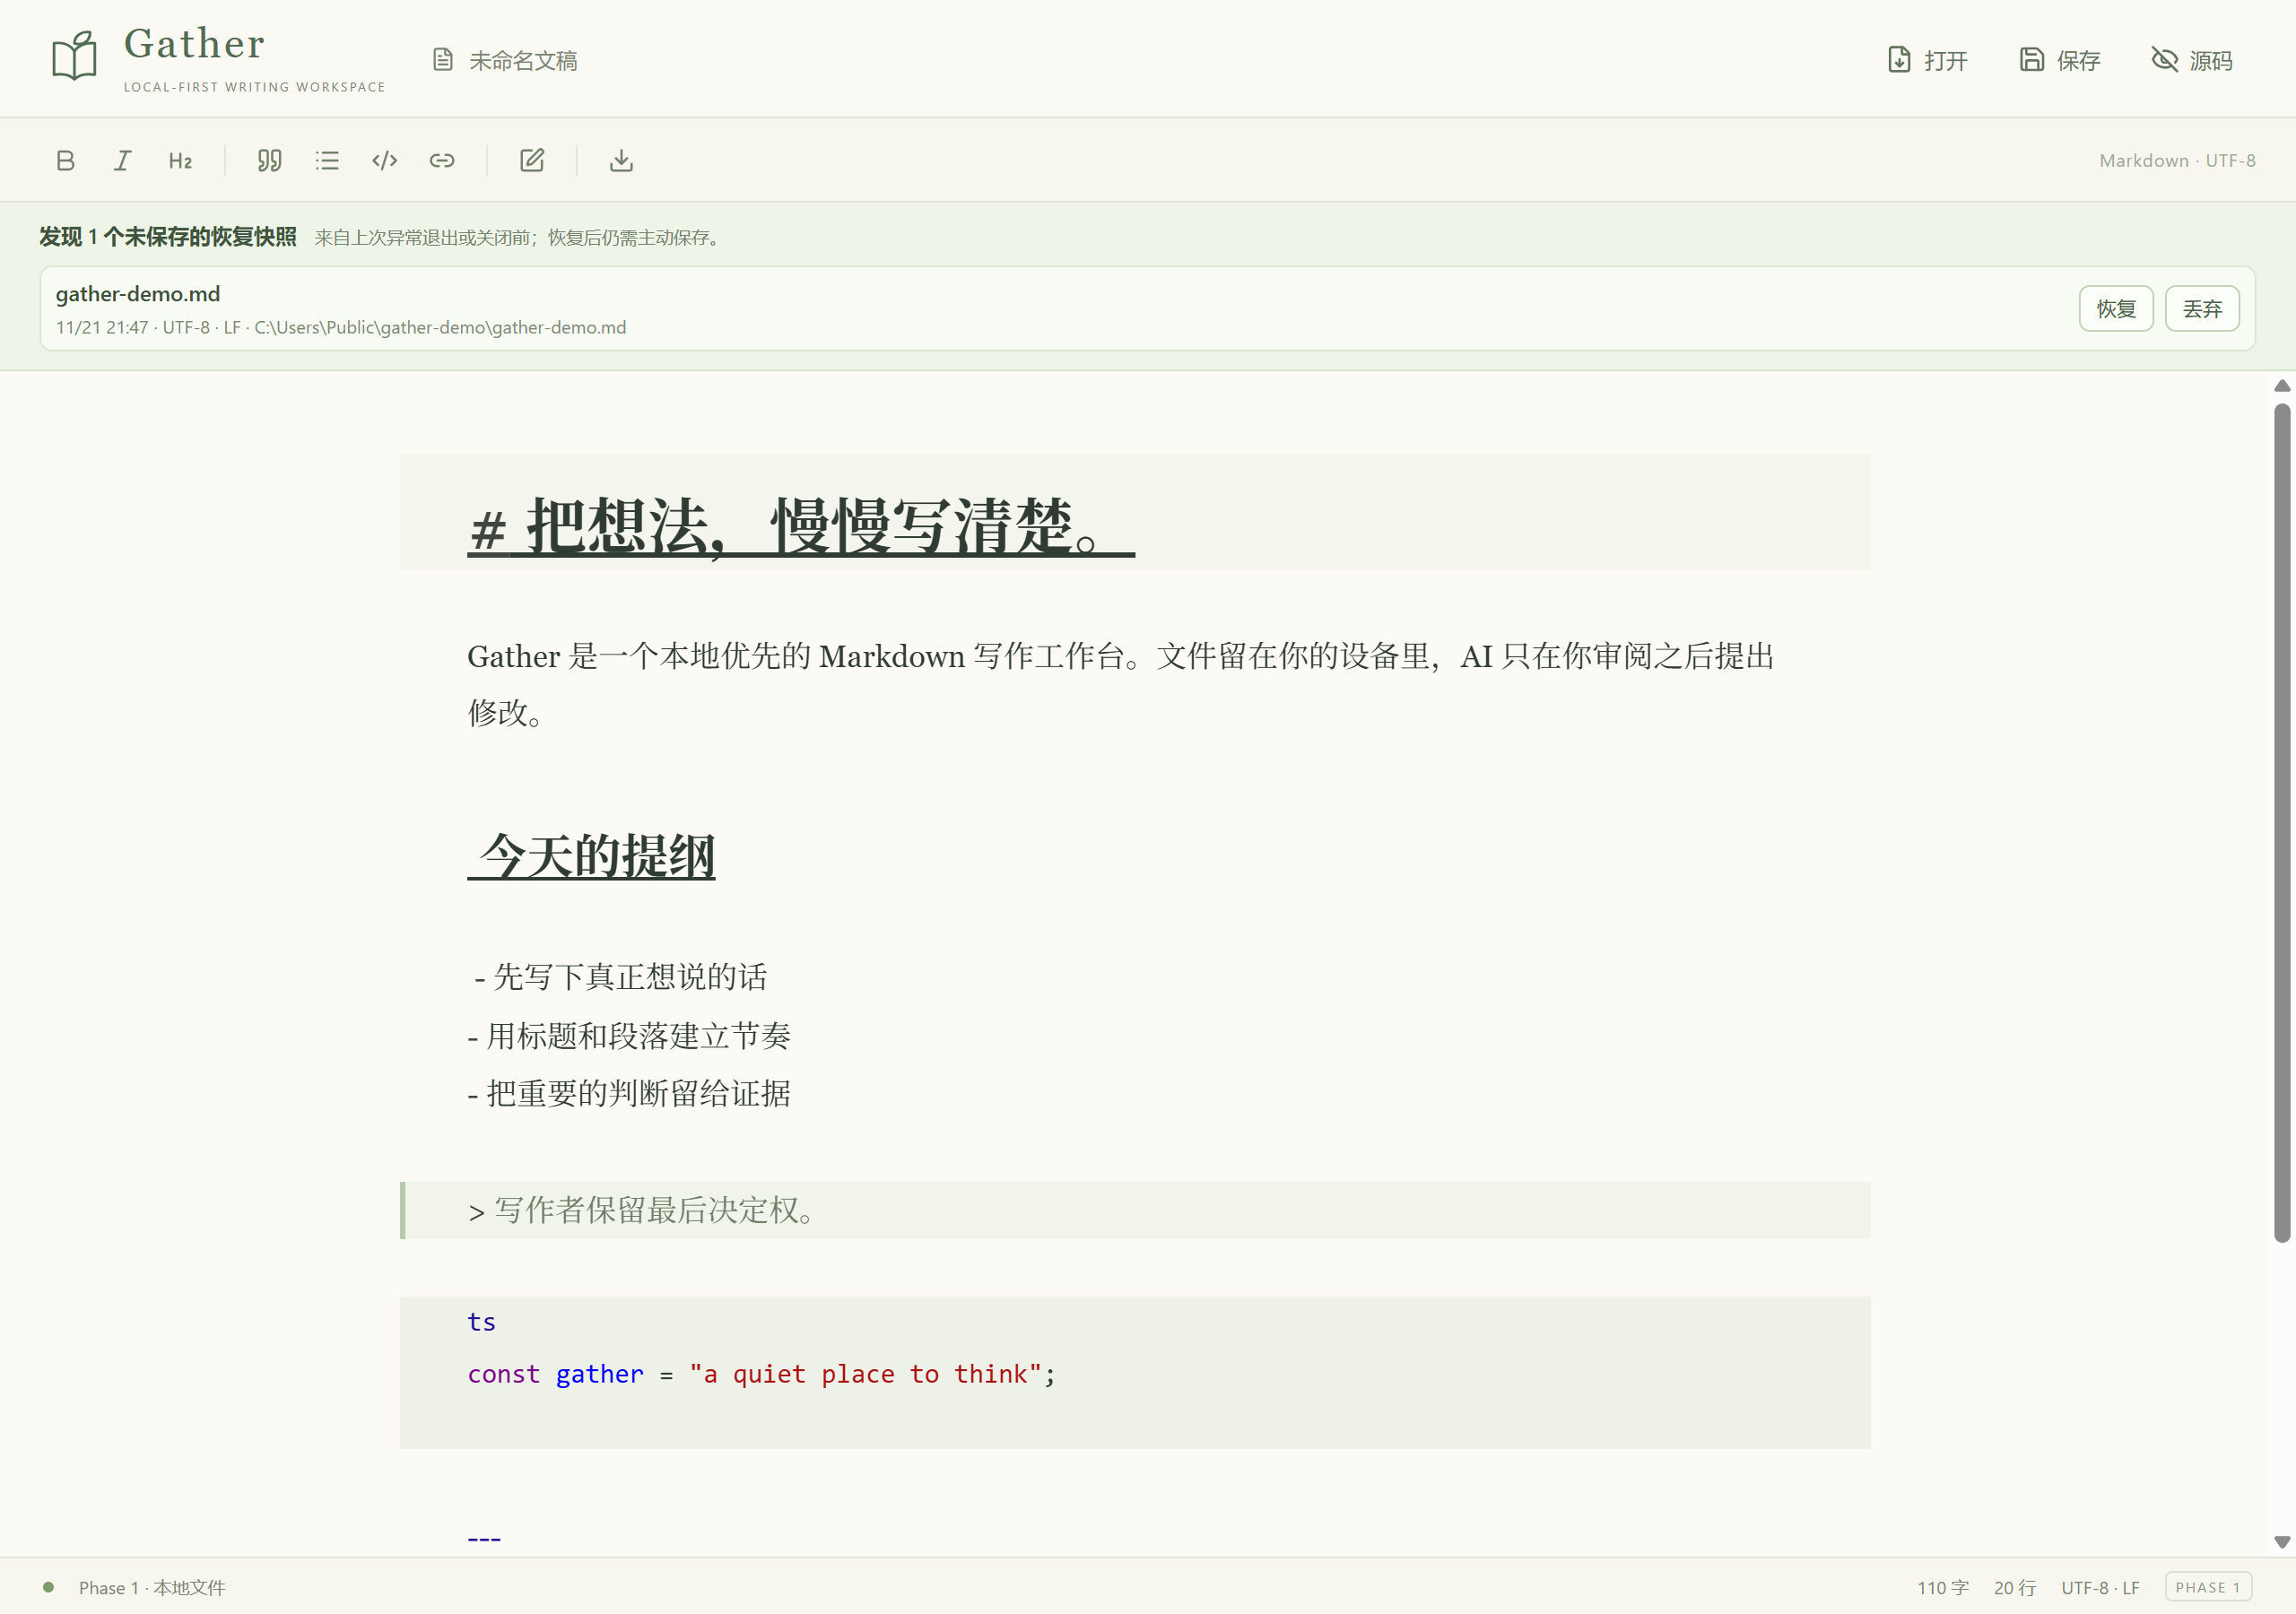 Gather
LOCAL-FIRST WRITING WORKSPACE
未命名文稿
打开
保存
源码
H2
Markdown · UTF-8
发现 1 个未保存的恢复快照 来自上次异常退出或关闭前；恢复后仍需主动保存。
gather-demo.md
11/21 21:47 · UTF-8 · LF · C:\Users\Public\gather-demo\gather-demo.md
恢复
丢弃
# 把想法，慢慢写清楚。
Gather 是一个本地优先的 Markdown 写作工作台。文件留在你的设备里，AI 只在你审阅之后提出
修改。
今天的提纲
- 先写下真正想说的话
- 用标题和段落建立节奏
- 把重要的判断留给证据
> 写作者保留最后决定权。
ts
const gather = "a quiet place to think";
---
Phase 1 · 本地文件
110 字
20 行
UTF-8 · LF
PHASE 1